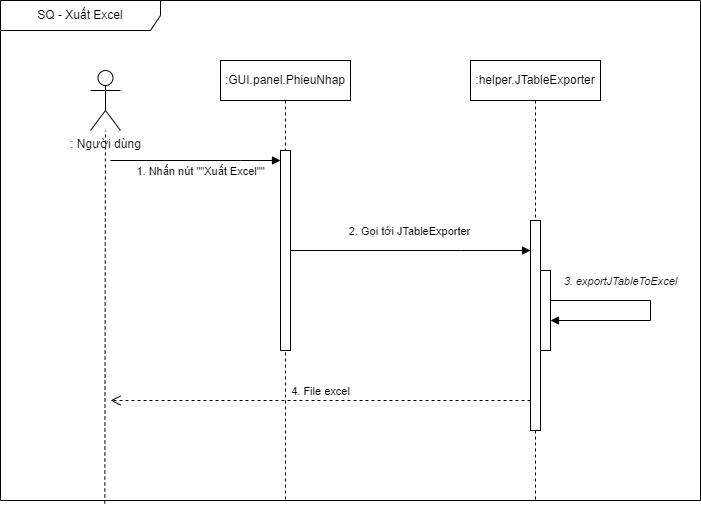 SQ - Xuất Excel
:GUI.panel.PhieuNhap
:helper.JTableExporter
: Người dùng
1. Nhấn nút ""Xuất Excel""
2. Gọi tới JTableExporter
3. exportJTableToExcel
4. File excel